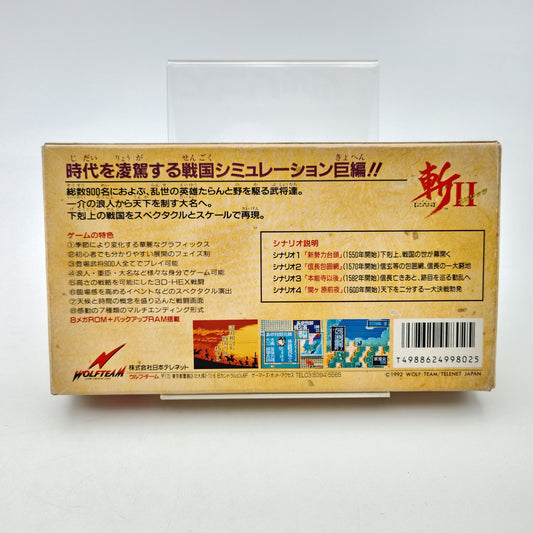 時代を凌駕する戦国シミュレーション巨編!!
総数900名におよぶ、乱世の英雄たらんと野を駆る武将達。
一介の浪人から天下を制す大名へ。
下剋上の戦国をスペクタクルとスケールで再現。
斬II
ゲームの特色
①季節により変化する華麗なグラフィックス
②初心者でも分かりやすい展開のフェイズ制
③登場武将900人全てでプレイ可能
④浪人・重臣・大名など様々な身分でゲーム可能
⑤高さの戦略を可能にした3D・HEX戦闘
⑥臨場感を高めるイベントなどのスペクタクル演出
⑦天候と時間の概念を盛り込んだ戦闘画面
⑧感動の7種類のマルチエンディング形式
8メガROM+バックアップRAM搭載
シナリオ説明
シナリオ1「新勢力台頭」(1550年開始)下剋上、戦国の世が幕開く
シナリオ2「信長包囲網」(1570年開始)信玄等の包囲網、信長の一大窮地
シナリオ3「本能寺以後」(1582年開始)信長亡きあと、節目を巡る動乱へ
シナリオ4「関ヶ原前夜」(1600年開始)天下を二分する一大決戦勃発
WOLFTEAM
株式会社日本テレネット
ウルフ・チーム
T4988624998025
©1992 WOLF TEAM/TELENET JAPAN